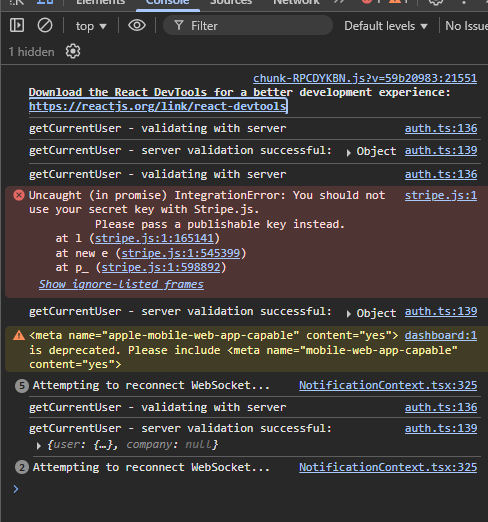 Elements
Console
Sources
Network
1
1
top
Filter
Default levels
No Issue
1 hidden
chunk-RPCDYKBN.js?v=59b20983:21551
Download the React DevTools for a better development experience:
https://reactjs.org/link/react-devtools
getCurrentUser - validating with server auth.ts:136
getCurrentUser - server validation successful: Object auth.ts:139
getCurrentUser - validating with server auth.ts:136
Uncaught (in promise) IntegrationError: You should not stripe.js:1
use your secret key with Stripe.js.
Please pass a publishable key instead.
at l (stripe.js:1:165141)
at new e (stripe.js:1:545399)
at p_ (stripe.js:1:598892)
Show ignore-listed frames
getCurrentUser - server validation successful: Object auth.ts:139
<meta name="apple-mobile-web-app-capable" content="yes"> dashboard:1
is deprecated. Please include <meta name="mobile-web-app-capable"
content="yes">
5 Attempting to reconnect WebSocket... NotificationContext.tsx:325
getCurrentUser - validating with server auth.ts:136
getCurrentUser - server validation successful: auth.ts:139
{user: {…}, company: null}
2 Attempting to reconnect WebSocket... NotificationContext.tsx:325